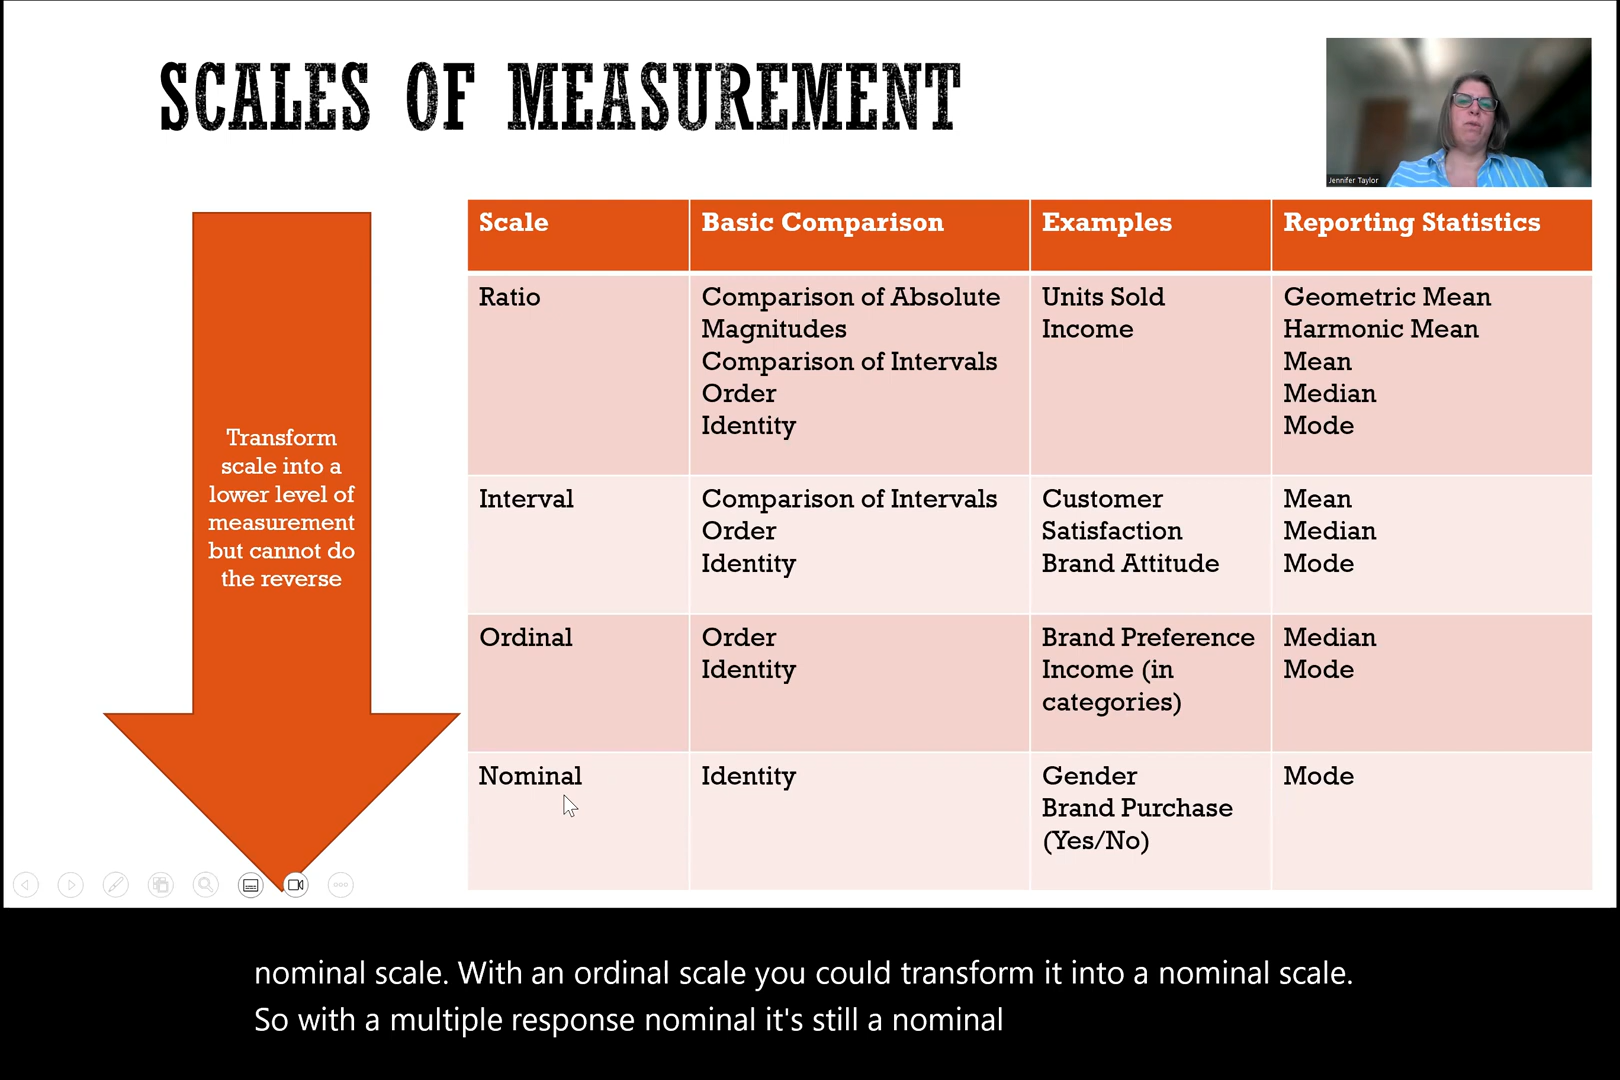 SCALES OF MEASUREMENT
Jennifer Taylor
Transform
scale into a
lower level of
measurement
but cannot do
the reverse
Scale
Basic Comparison
Examples
Reporting Statistics
Ratio
Comparison of Absolute
Magnitudes
Comparison of Intervals
Order
Identity
Units Sold
Income
Geometric Mean
Harmonic Mean
Mean
Median
Mode
Interval
Comparison of Intervals
Order
Identity
Customer
Satisfaction
Brand Attitude
Mean
Median
Mode
Ordinal
Order
Identity
Brand Preference
Income (in
categories)
Median
Mode
Nominal
Identity
Gender
Brand Purchase
(Yes/No)
Mode
nominal scale. With an ordinal scale you could transform it into a nominal scale.
So with a multiple response nominal it's still a nominal